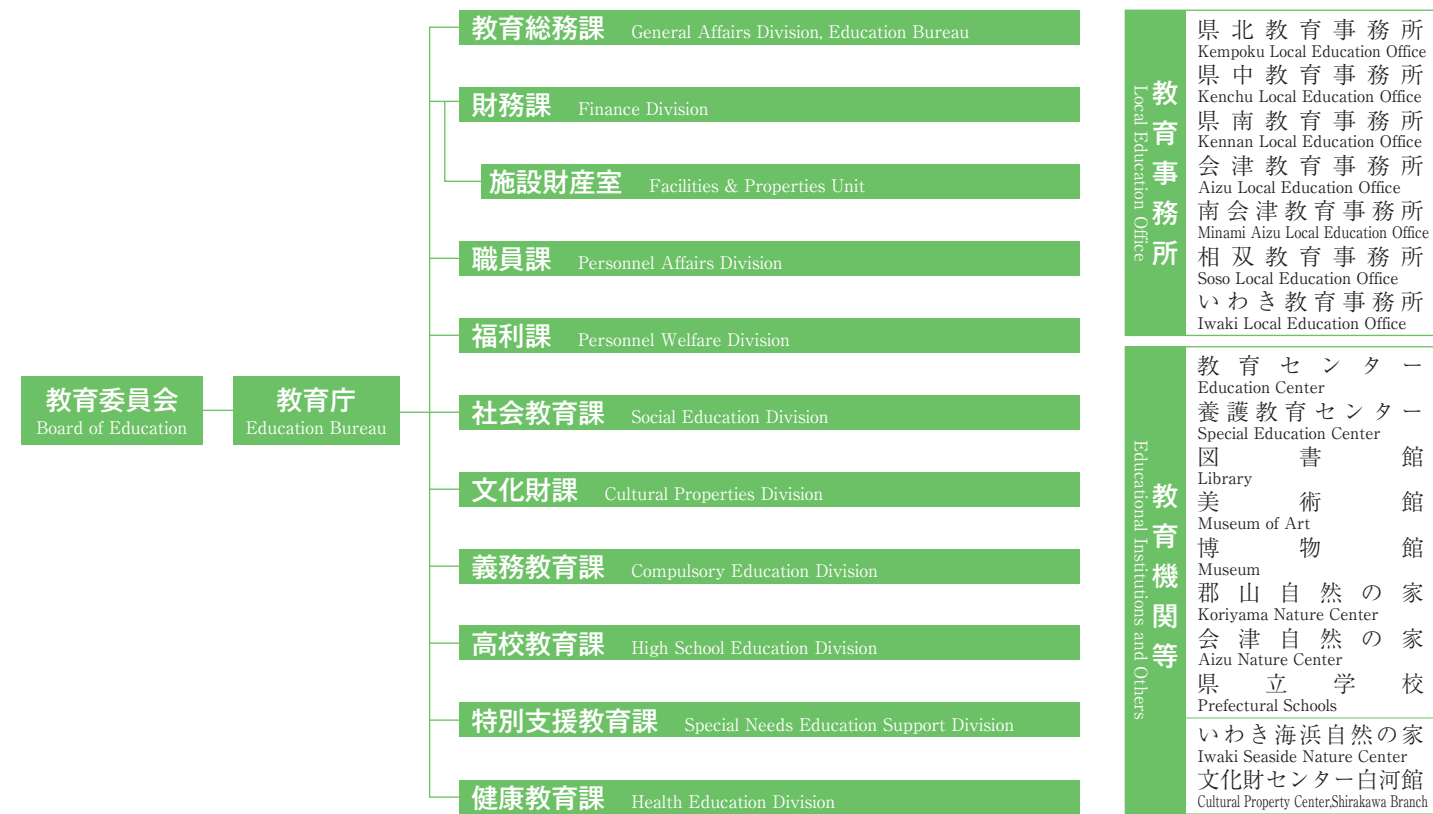 教育委員会
Board of Education
教育庁
Education Bureau
教育総務課 General Affairs Division, Education Bureau
財務課 Finance Division
施設財産室 Facilities & Properties Unit
職員課 Personnel Affairs Division
福利課 Personnel Welfare Division
社会教育課 Social Education Division
文化財課 Cultural Properties Division
義務教育課 Compulsory Education Division
高校教育課 High School Education Division
特別支援教育課 Special Needs Education Support Division
健康教育課 Health Education Division
教育事務所
Local Education Office
県北教育事務所
Kempoku Local Education Office
県中教育事務所
Kenchu Local Education Office
県南教育事務所
Kennan Local Education Office
会津教育事務所
Aizu Local Education Office
南会津教育事務所
Minami Aizu Local Education Office
相双教育事務所
Soso Local Education Office
いわき教育事務所
Iwaki Local Education Office
教育機関等
Educational Institutions and Others
教育センター
Education Center
養護教育センター
Special Education Center
図書館
Library
美術館
Museum of Art
博物館
Museum
郡山自然の家
Koriyama Nature Center
会津自然の家
Aizu Nature Center
県立学校
Prefectural Schools
いわき海浜自然の家
Iwaki Seaside Nature Center
文化財センター白河館
Cultural Property Center,Shirakawa Branch